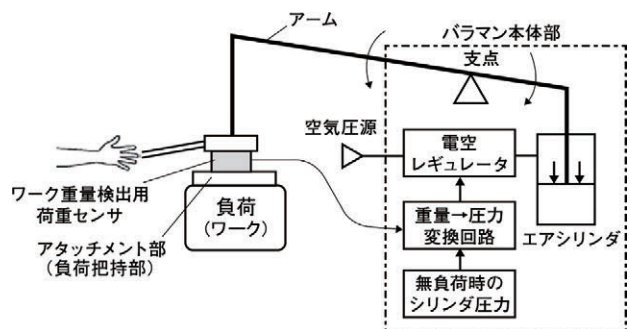 アーム
バラマン本体部
支点
空気圧源
電空
レギュレータ
ワーク重量検出用
荷重センサ
負荷
(ワーク)
アタッチメント部
(負荷把持部)
重量→圧力
変換回路
エアシリンダ
無負荷時の
シリンダ圧力